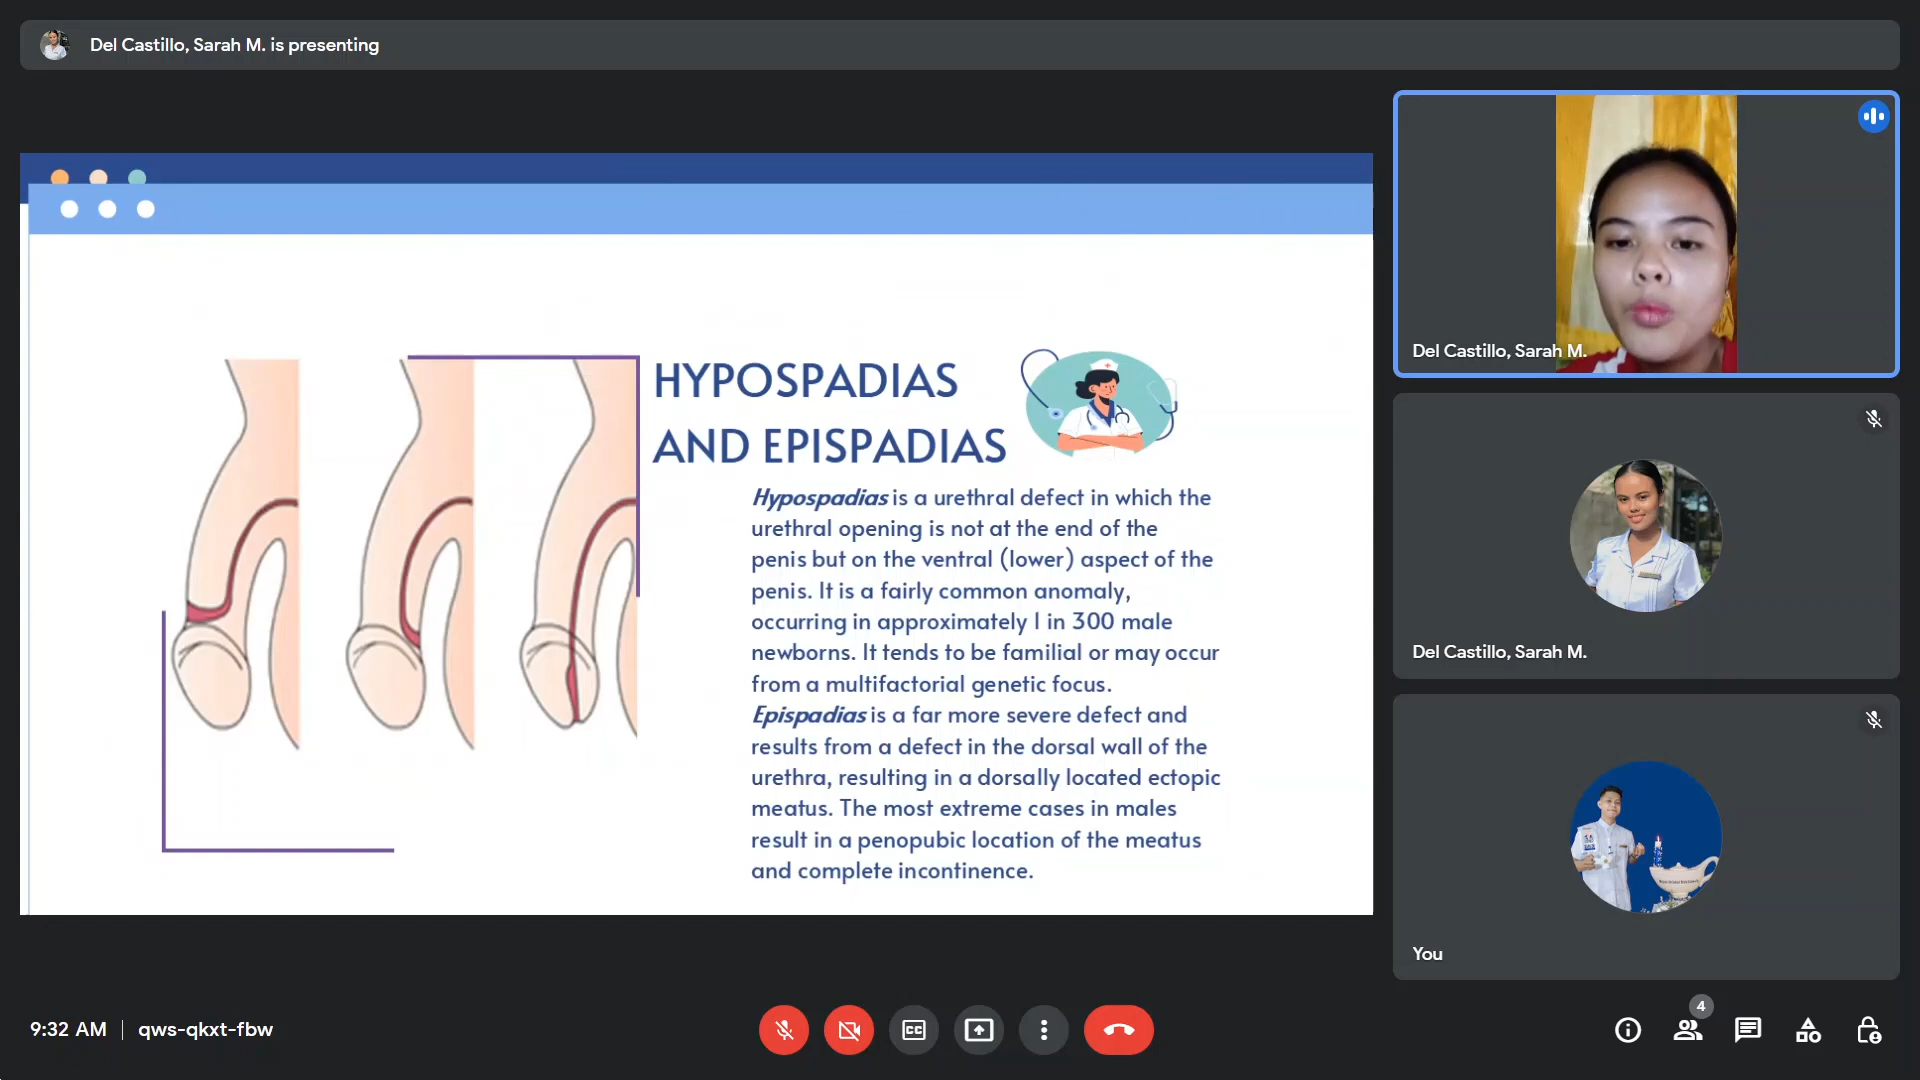 Del Castillo, Sarah M. is presenting
HYPOSPADIAS
AND EPISPADIAS
Hypospadias is a urethral defect in which the
urethral opening is not at the end of the
penis but on the ventral (lower) aspect of the
penis. It is a fairly common anomaly,
occurring in approximately 1 in 300 male
newborns. It tends to be familial or may occur
from a multifactorial genetic focus.
Epispadias is a far more severe defect and
results from a defect in the dorsal wall of the
urethra, resulting in a dorsally located ectopic
meatus. The most extreme cases in males
result in a penopubic location of the meatus
and complete incontinence.
Del Castillo, Sarah M.
Del Castillo, Sarah M.
You
9:32 AM | qws-qkxt-fbw
CC
4